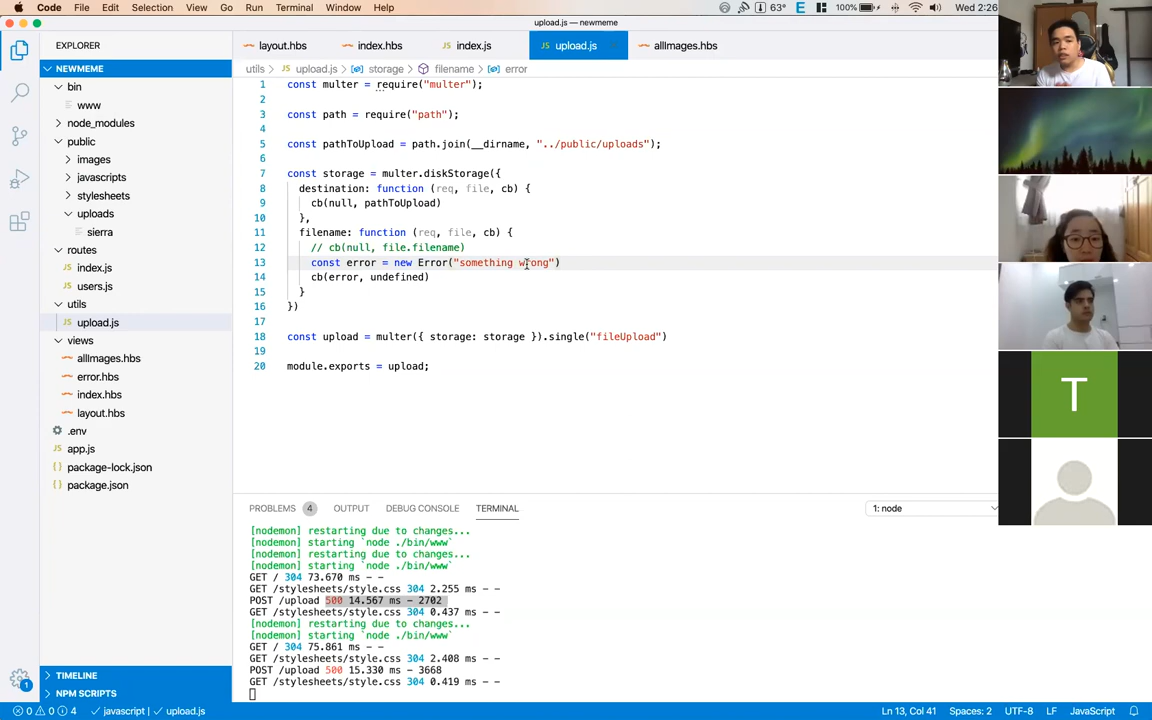 Code File Edit Selection View Go Run Terminal Window Help 63° 100% Wed 2:26
upload.js — newmeme
EXPLORER
NEWMEME
bin
www
node_modules
public
images
javascripts
stylesheets
uploads
sierra
routes
index.js
users.js
utils
upload.js
views
allImages.hbs
error.hbs
index.hbs
layout.hbs
.env
app.js
package-lock.json
package.json
TIMELINE
NPM SCRIPTS
layout.hbs index.hbs index.js upload.js allImages.hbs
utils > upload.js > storage > filename > error
1 const multer = require("multer");
2
3 const path = require("path");
4
5 const pathToUpload = path.join(__dirname, "../public/uploads");
6
7 const storage = multer.diskStorage({
8 destination: function (req, file, cb) {
9 cb(null, pathToUpload)
10 },
11 filename: function (req, file, cb) {
12 // cb(null, file.filename)
13 const error = new Error("something wrong")
14 cb(error, undefined)
15 }
16 })
17
18 const upload = multer({ storage: storage }).single("fileUpload")
19
20 module.exports = upload;
PROBLEMS 4 OUTPUT DEBUG CONSOLE TERMINAL 1: node
[nodemon] restarting due to changes...
[nodemon] starting `node ./bin/www`
[nodemon] restarting due to changes...
[nodemon] starting `node ./bin/www`
GET / 304 73.670 ms - -
GET /stylesheets/style.css 304 2.255 ms - -
POST /upload 500 14.567 ms - 2702
GET /stylesheets/style.css 304 0.437 ms - -
[nodemon] restarting due to changes...
[nodemon] starting `node ./bin/www`
GET / 304 75.861 ms - -
GET /stylesheets/style.css 304 2.408 ms - -
POST /upload 500 15.330 ms - 3668
GET /stylesheets/style.css 304 0.419 ms - -
T
1
0 0 4 javascript | upload.js Ln 13, Col 41 Spaces: 2 UTF-8 LF JavaScript